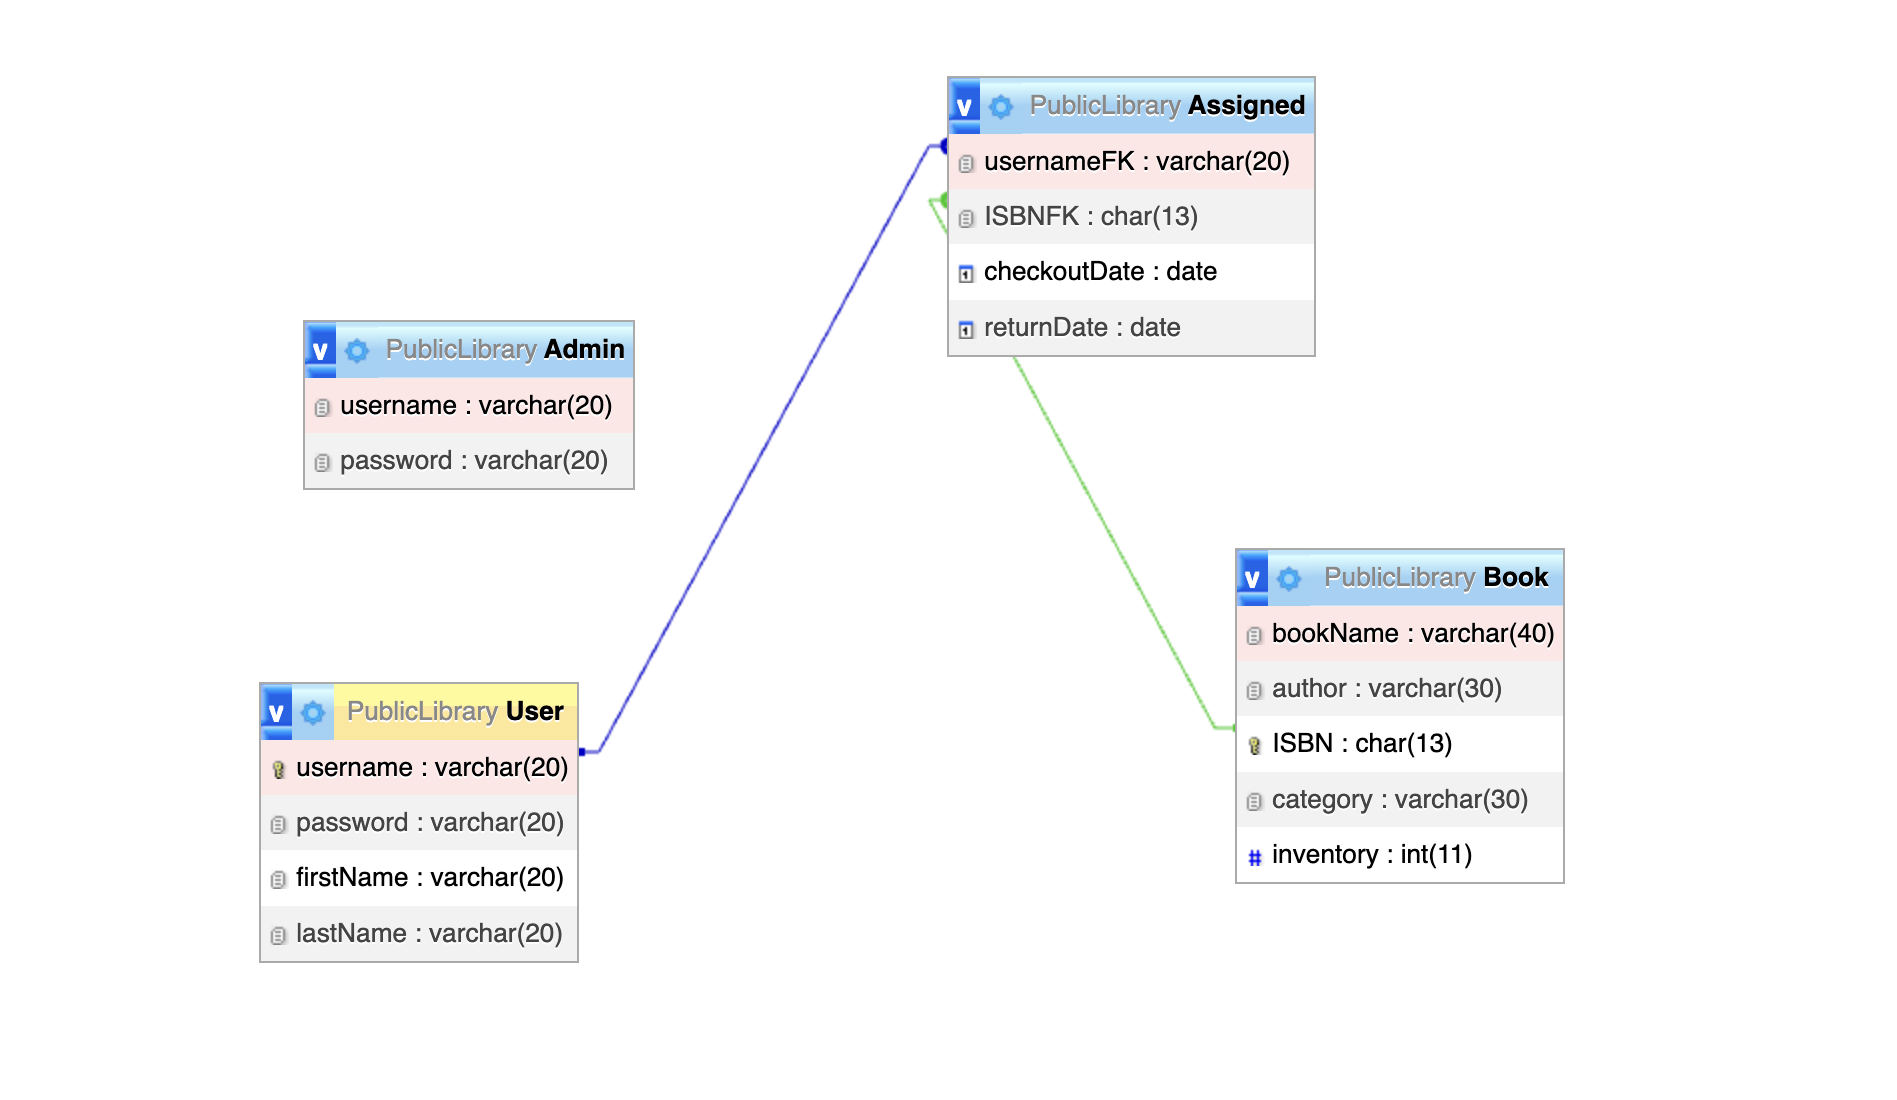 v PublicLibrary Assigned
usernameFK : varchar(20)
ISBNFK : char(13)
1 checkoutDate : date
1 returnDate : date
v PublicLibrary Admin
username : varchar(20)
password : varchar(20)
v PublicLibrary Book
bookName : varchar(40)
author : varchar(30)
ISBN : char(13)
category : varchar(30)
# inventory : int(11)
v PublicLibrary User
username : varchar(20)
password : varchar(20)
firstName : varchar(20)
lastName : varchar(20)